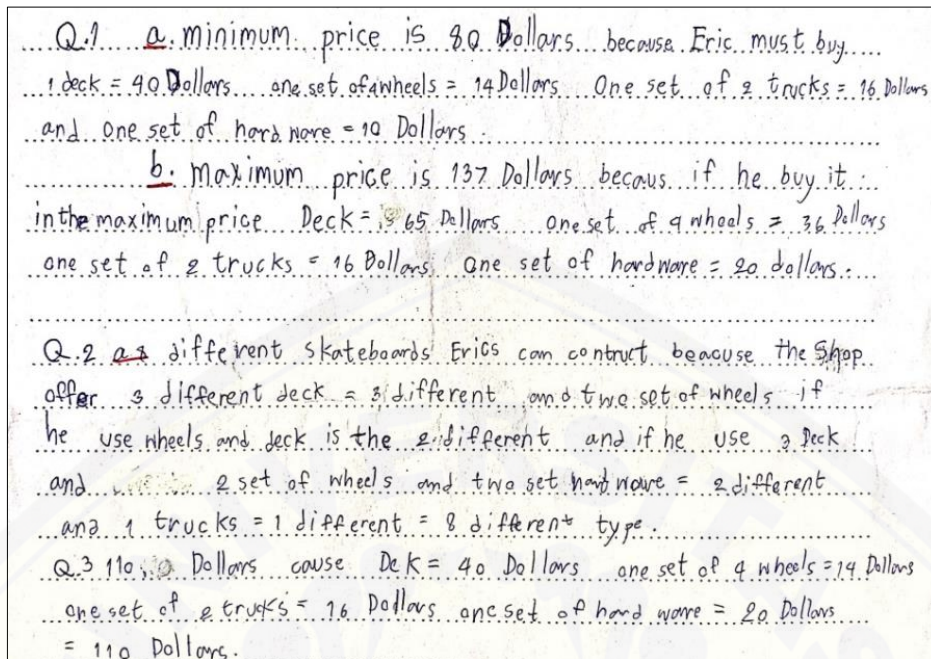 Q.1 a. minimum price is 80 Dollars because Eric must buy
1 deck = 40 Dollars one set of 4 wheels = 14 Dollars One set of 2 trucks = 16 Dollars
and one set of hard ware = 10 Dollars.
b. maximum price is 137 Dollars becaus if he buy it
in the maximum price Deck = 65 Dollars one set of 4 wheels = 36 Dollars
one set of 2 trucks = 16 Dollars one set of hardware = 20 dollars.
Q.2 different skateboards Erics can contruct beacuse the Shop
offer 3 different deck = 3 different and two set of wheels if
he use wheels and deck is the 2 different and if he use 3 Deck
and 2 set of wheels and two set hard ware = 2 different
and 1 trucks = 1 different = 8 different type.
Q.3 110 Dollars cause Dek = 40 Dollars one set of 4 wheels = 14 Dollars
one set of 2 trucks = 16 Dollars one set of hard ware = 20 Dollars
= 110 Dollars.